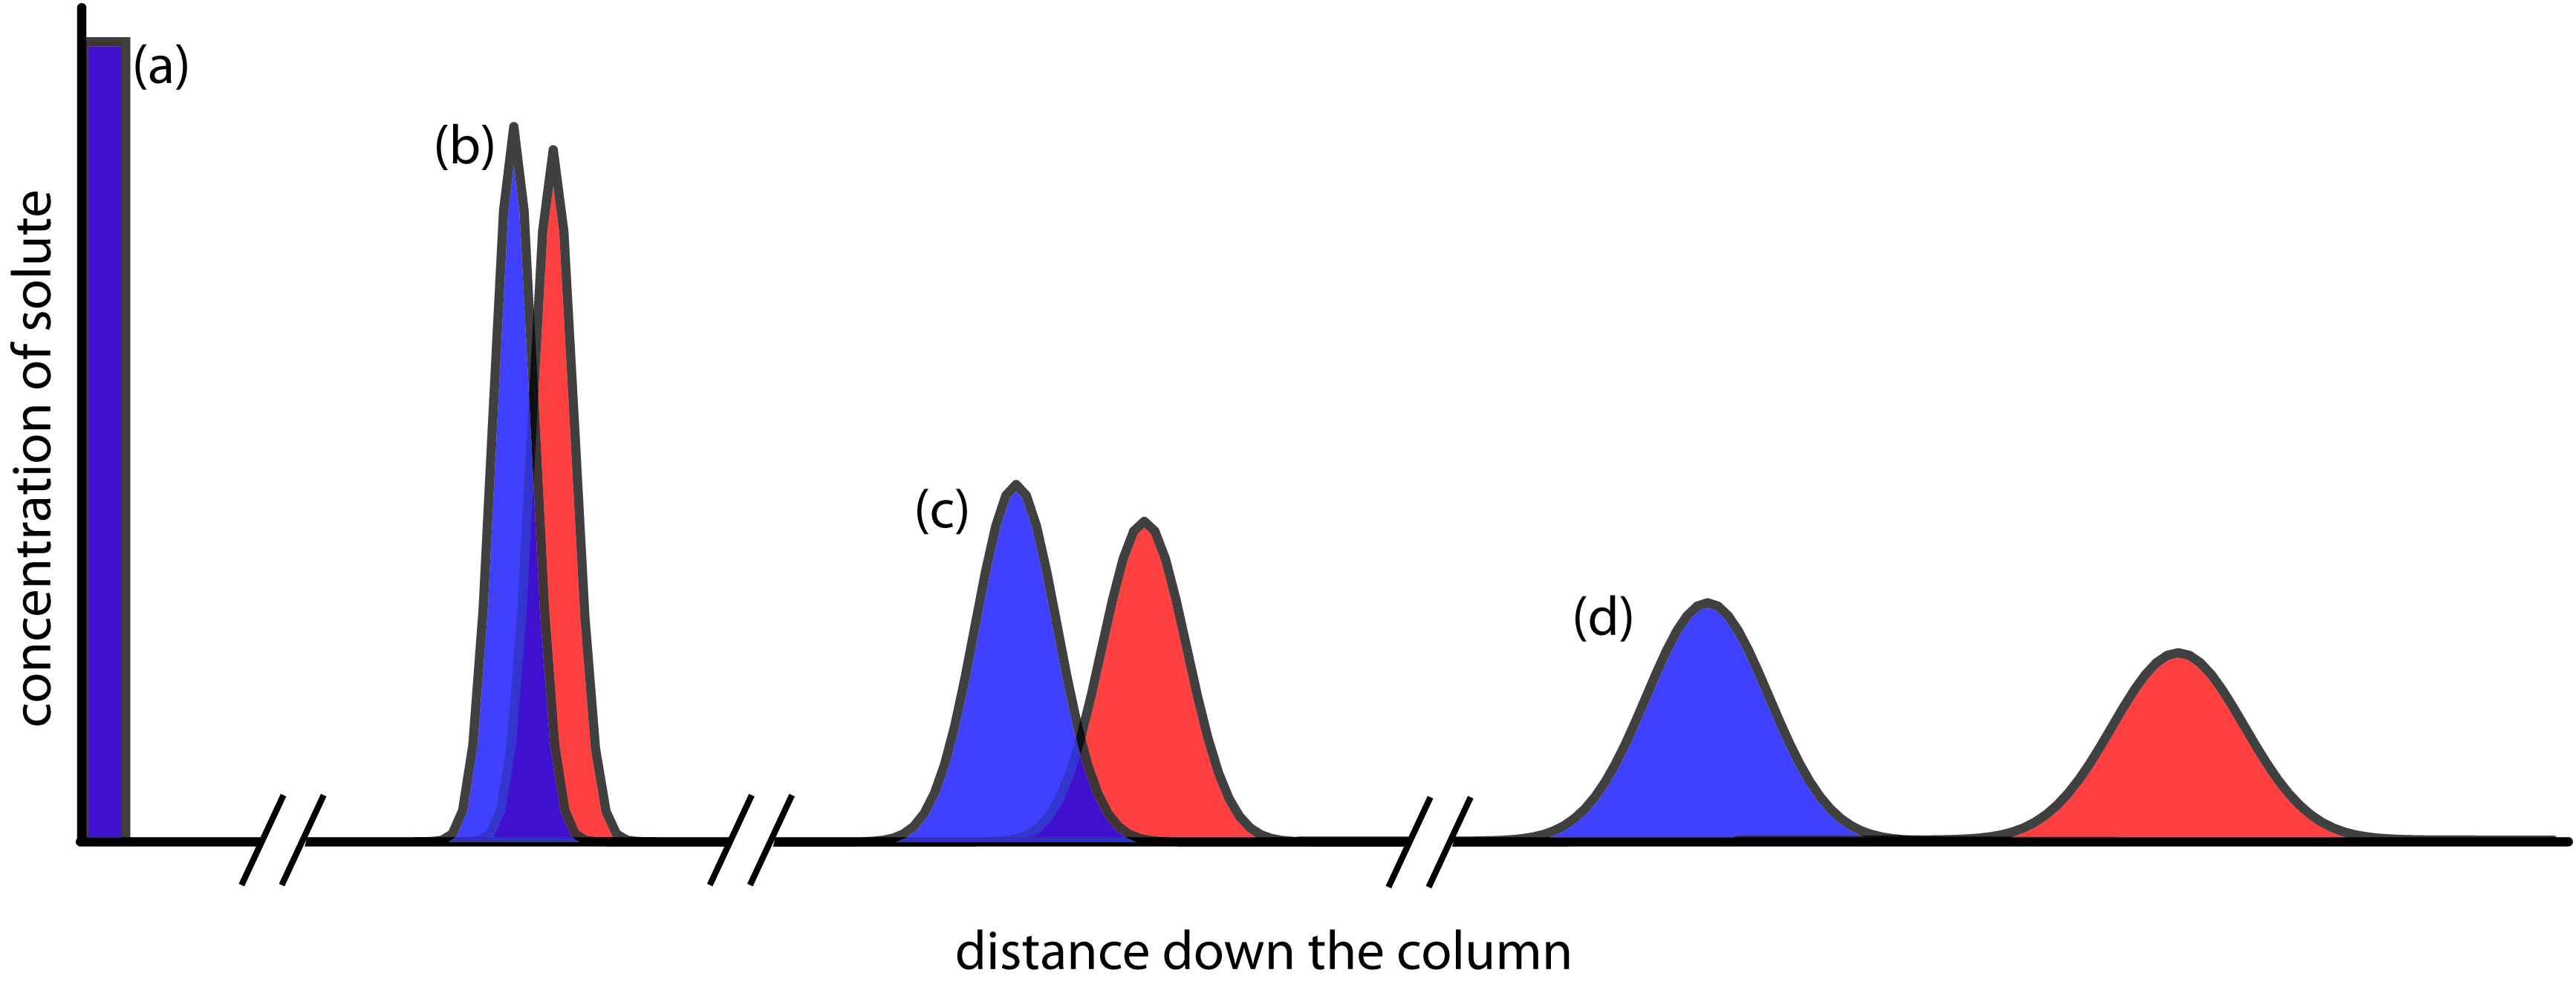 (a)
(b)
(c)
(d)
concentration of solute
distance down the column